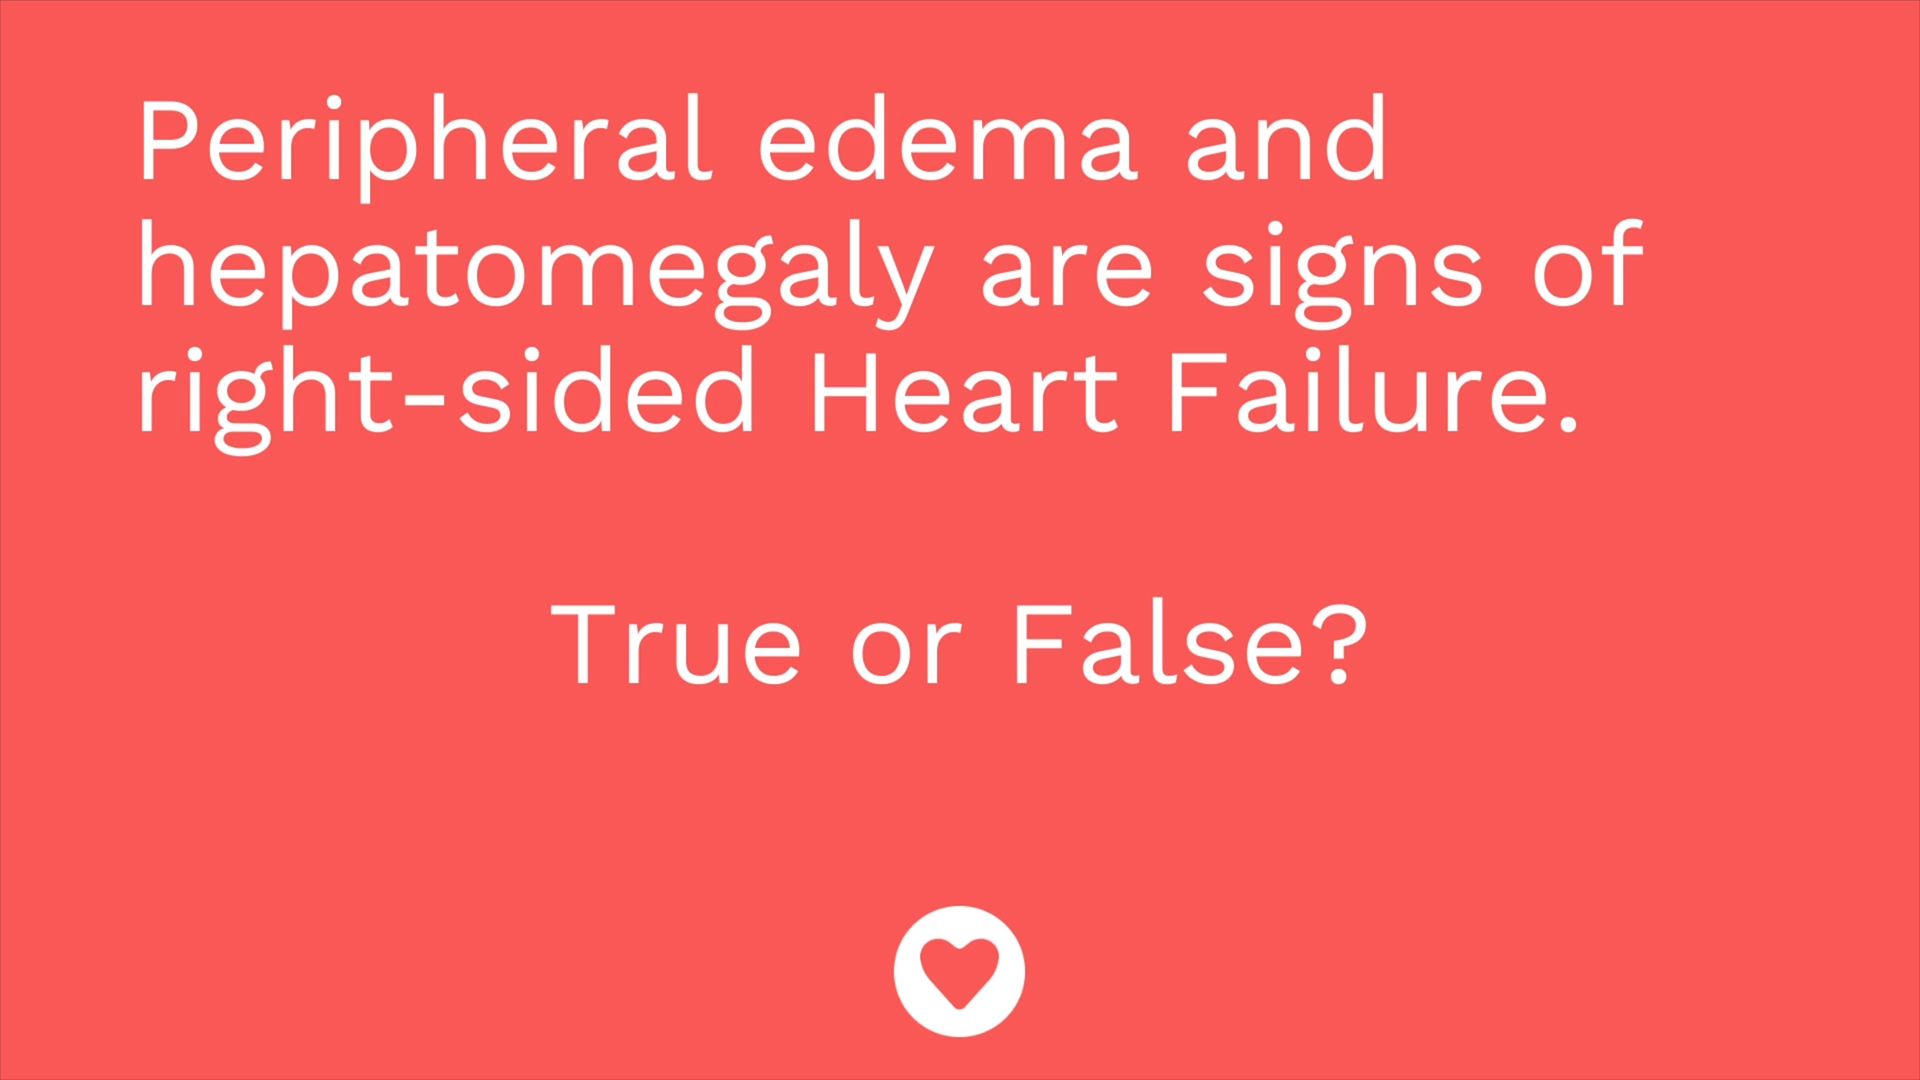 Peripheral edema and
hepatomegaly are signs of
right-sided Heart Failure.
True or False?